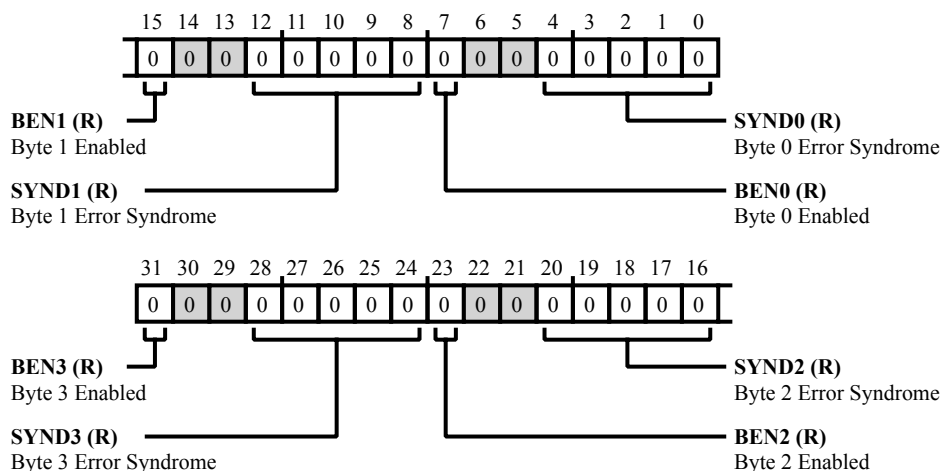 15 14 13 12 11 10 9 8 7 6 5 4 3 2 1 0
0 0 0 0 0 0 0 0 0 0 0 0 0 0 0 0
BEN1 (R)
Byte 1 Enabled
SYND0 (R)
Byte 0 Error Syndrome
SYND1 (R)
Byte 1 Error Syndrome
BEN0 (R)
Byte 0 Enabled
31 30 29 28 27 26 25 24 23 22 21 20 19 18 17 16
0 0 0 0 0 0 0 0 0 0 0 0 0 0 0 0
BEN3 (R)
Byte 3 Enabled
SYND2 (R)
Byte 2 Error Syndrome
SYND3 (R)
Byte 3 Error Syndrome
BEN2 (R)
Byte 2 Enabled